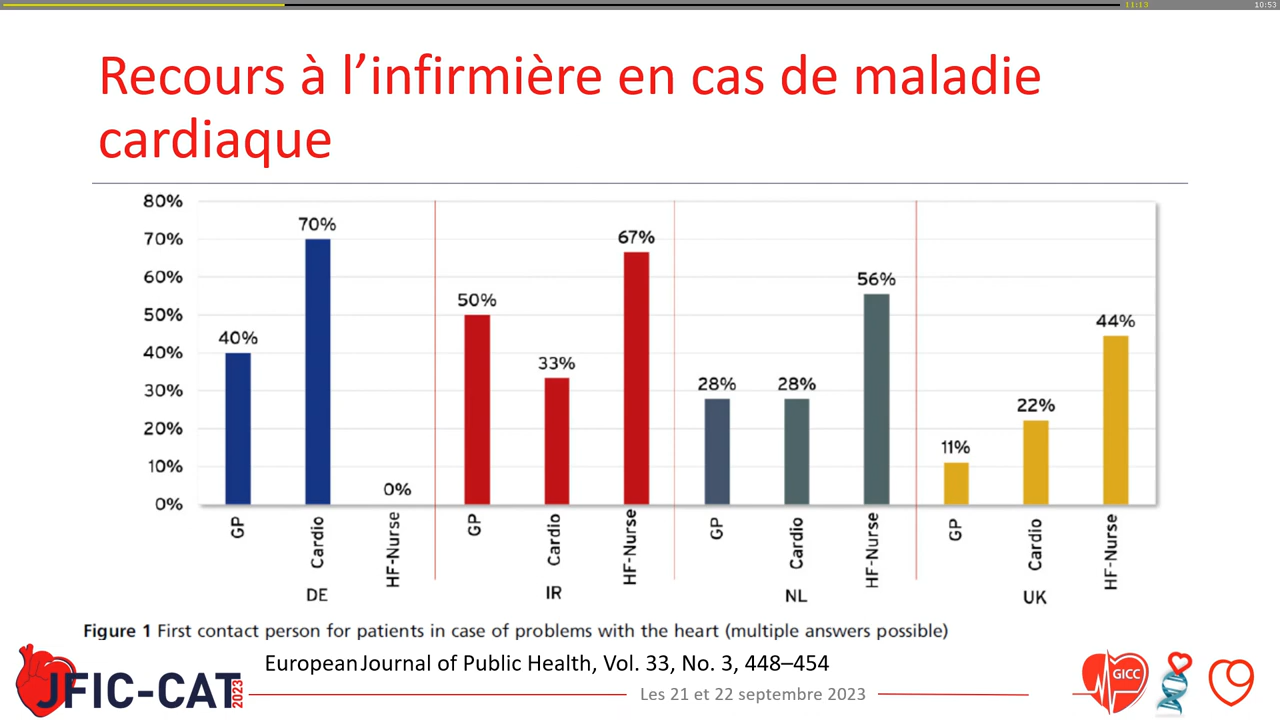 11:13
10:53
Recours à l’infirmière en cas de maladie
cardiaque
80%
70%
60%
50%
40%
30%
20%
10%
0%
40%
70%
0%
50%
33%
67%
28%
28%
56%
11%
22%
44%
GP
Cardio
HF-Nurse
GP
Cardio
HF-Nurse
GP
Cardio
HF-Nurse
GP
Cardio
HF-Nurse
DE
IR
NL
UK
Figure 1 First contact person for patients in case of problems with the heart (multiple answers possible)
European Journal of Public Health, Vol. 33, No. 3, 448–454
JFIC-CAT 2023
Les 21 et 22 septembre 2023
GICC